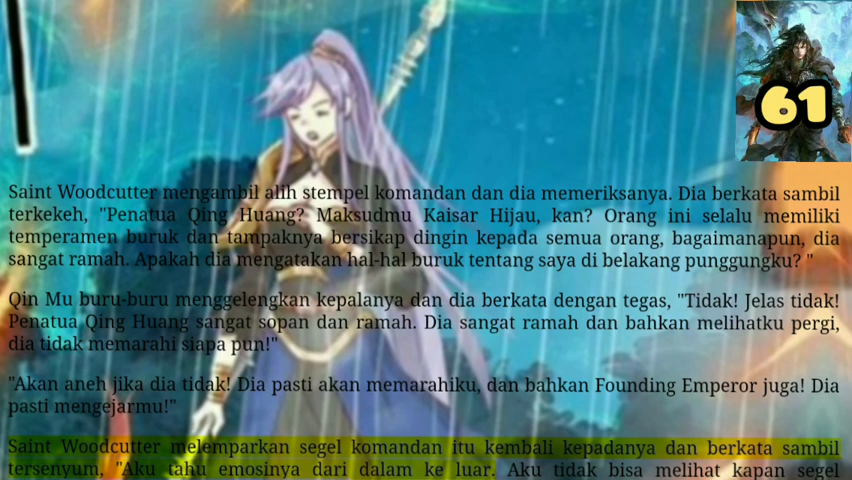 61
Saint Woodcutter mengambil alih stempel komandan dan dia memeriksanya. Dia berkata sambil
terkekeh, "Penatua Qing Huang? Maksudmu Kaisar Hijau, kan? Orang ini selalu memiliki
temperamen buruk dan tampaknya bersikap dingin kepada semua orang, bagaimanapun, dia
sangat ramah. Apakah dia mengatakan hal-hal buruk tentang saya di belakang punggungku? "
Qin Mu buru-buru menggelengkan kepalanya dan dia berkata dengan tegas, "Tidak! Jelas tidak!
Penatua Qing Huang sangat sopan dan ramah. Dia sangat ramah dan bahkan melihatku pergi,
dia tidak memarahi siapa pun!"
"Akan aneh jika dia tidak! Dia pasti akan memarahiku, dan bahkan Founding Emperor juga! Dia
pasti mengejarmu!"
Saint Woodcutter melemparkan segel komandan itu kembali kepadanya dan berkata sambil
tersenyum, "Aku tahu emosinya dari dalam ke luar. Aku tidak bisa melihat kapan segel